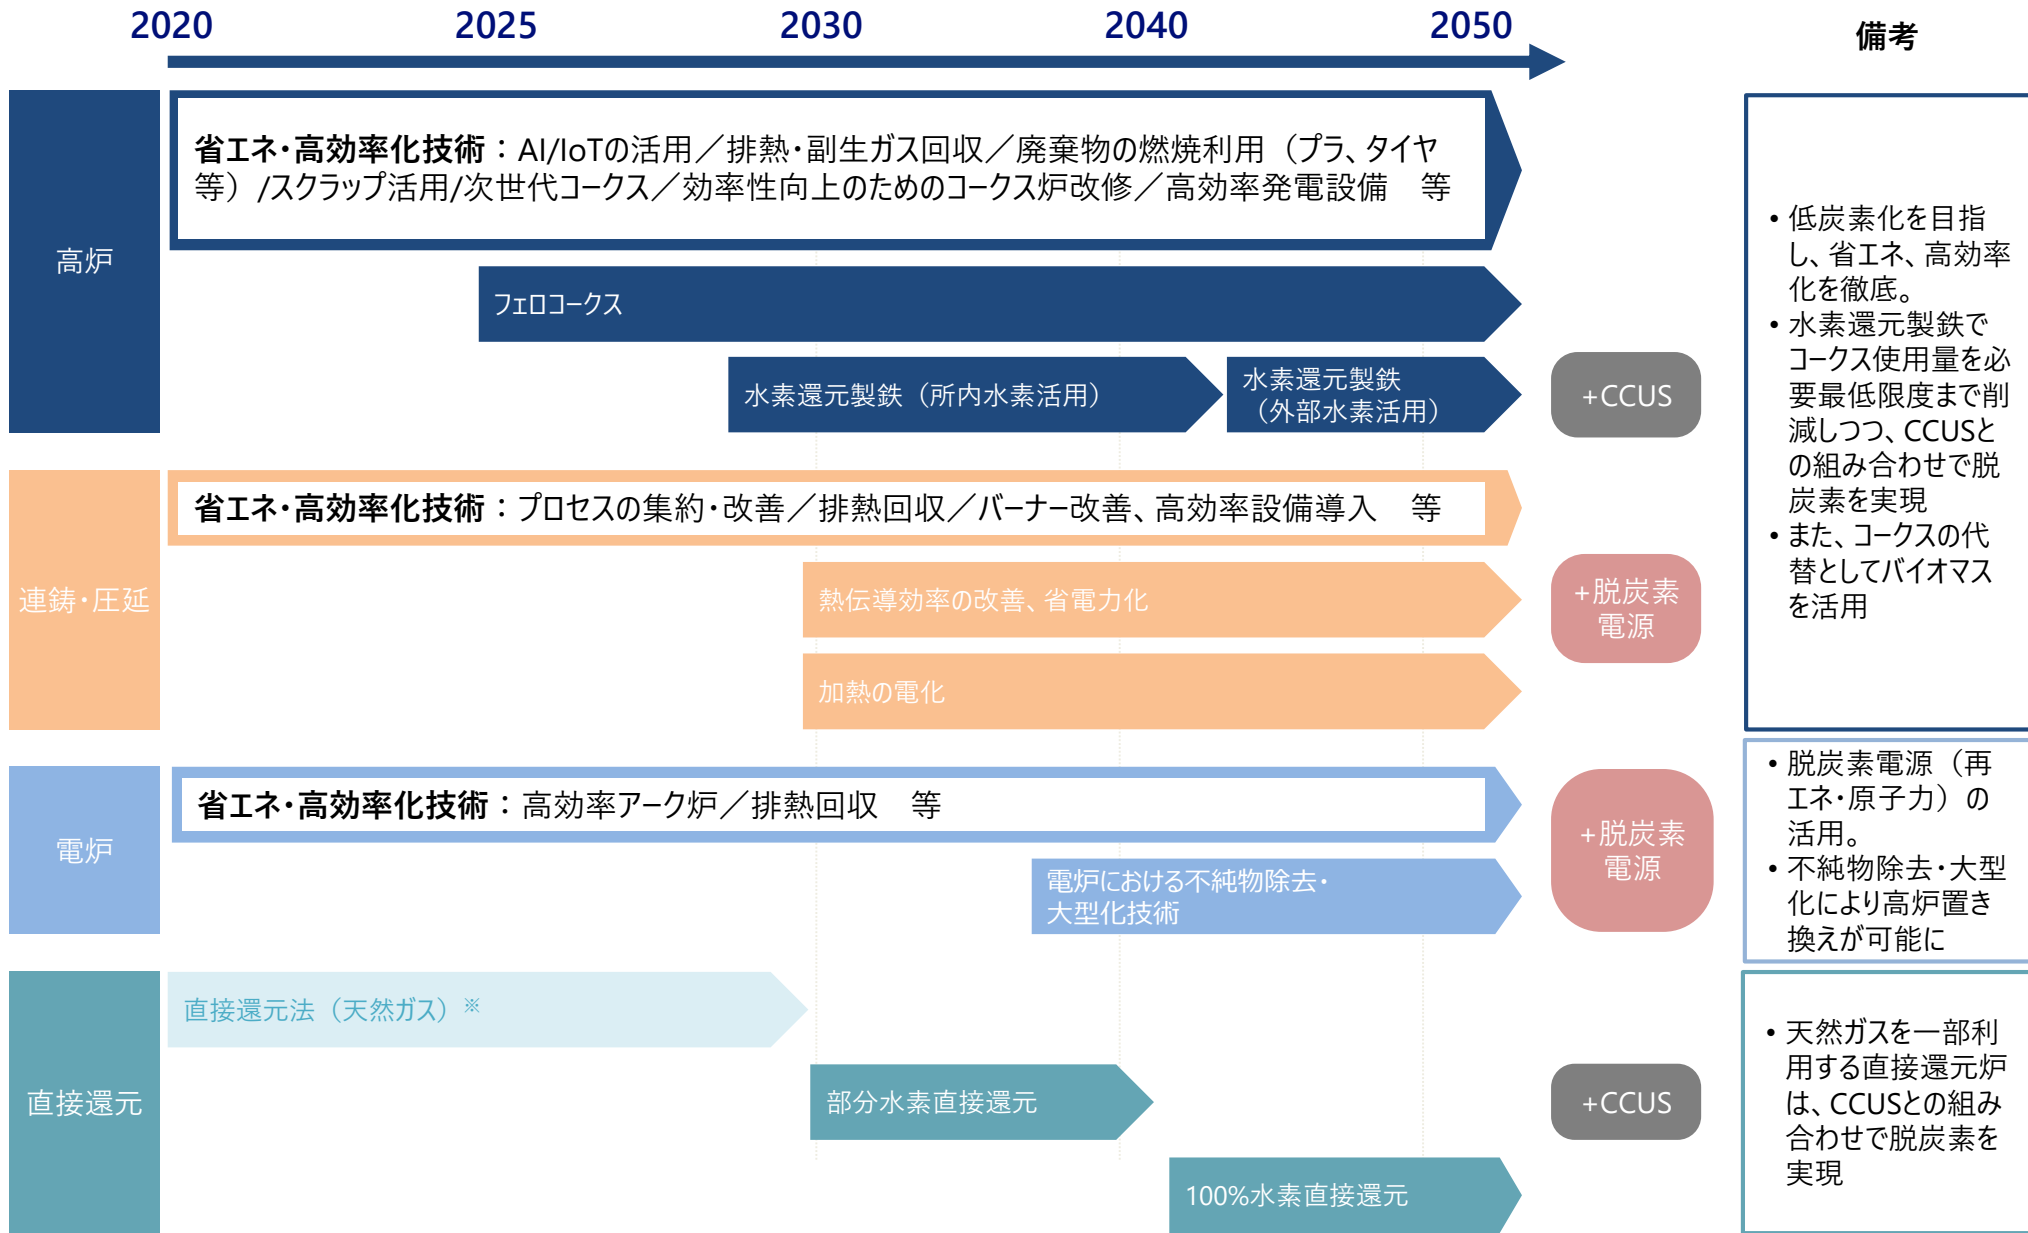 2020 2025 2030 2040 2050 備考
高炉
省エネ・高効率化技術：AI/IoTの活用／排熱・副生ガス回収／廃棄物の燃焼利用（プラ、タイヤ
等）/スクラップ活用/次世代コークス／効率性向上のためのコークス炉改修／高効率発電設備　等
フェロコークス
水素還元製鉄（所内水素活用）
水素還元製鉄
（外部水素活用）
+CCUS
• 低炭素化を目指
し、省エネ、高効率
化を徹底。
• 水素還元製鉄で
コークス使用量を必
要最低限度まで削
減しつつ、CCUSと
の組み合わせで脱
炭素を実現
• また、コークスの代
替としてバイオマス
を活用
連鋳・圧延
省エネ・高効率化技術：プロセスの集約・改善／排熱回収／バーナー改善、高効率設備導入　等
熱伝導効率の改善、省電力化
加熱の電化
+脱炭素
電源
電炉
省エネ・高効率化技術：高効率アーク炉／排熱回収　等
電炉における不純物除去・
大型化技術
+脱炭素
電源
• 脱炭素電源（再
エネ・原子力）の
活用。
• 不純物除去・大型
化により高炉置き
換えが可能に
直接還元
直接還元法（天然ガス）※
部分水素直接還元
100%水素直接還元
+CCUS
• 天然ガスを一部利
用する直接還元炉
は、CCUSとの組み
合わせで脱炭素を
実現